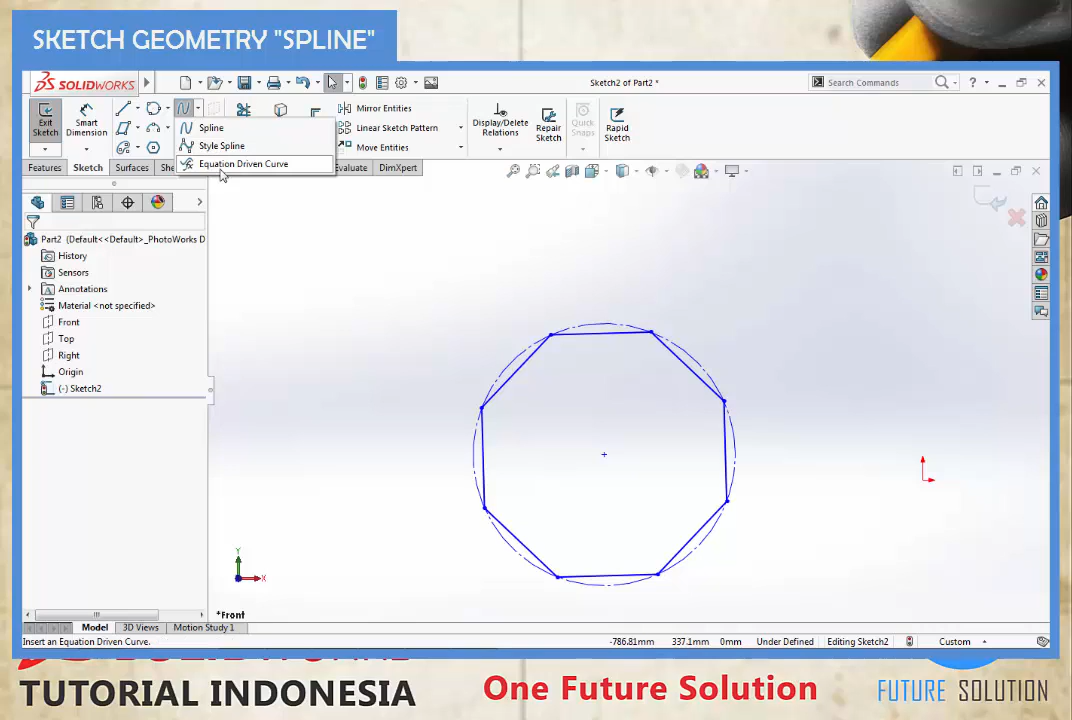 SKETCH GEOMETRY "SPLINE"
SOLIDWORKS
Sketch2 of Part2 *
Search Commands
Exit Sketch
Smart Dimension
Mirror Entities
Linear Sketch Pattern
Move Entities
Display/Delete Relations
Repair Sketch
Quick Snaps
Rapid Sketch
Spline
Style Spline
Equation Driven Curve
Features
Sketch
Surfaces
She
Evaluate
DimXpert
Part2 (Default<<Default>_PhotoWorks D
History
Sensors
Annotations
Material <not specified>
Front
Top
Right
Origin
(-) Sketch2
Y
X
*Front
Model
3D Views
Motion Study 1
Insert an Equation Driven Curve.
-786.81mm
337.1mm
0mm
Under Defined
Editing Sketch2
Custom
TUTORIAL INDONESIA
One Future Solution
FUTURE SOLUTION